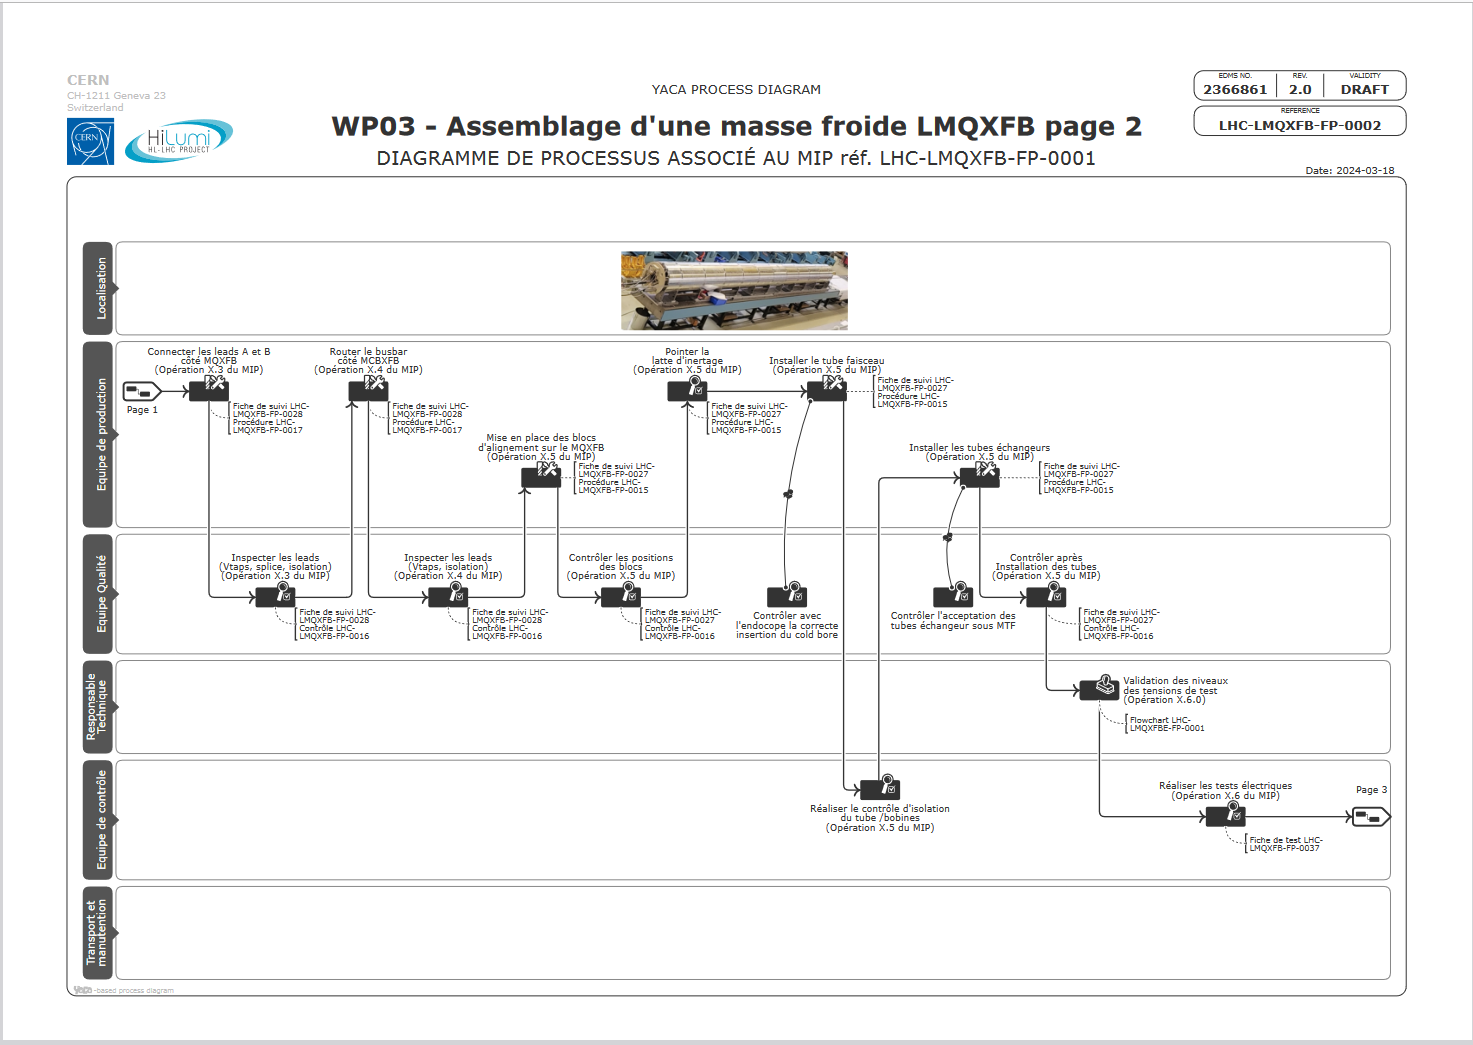 CERN
CH-1211 Geneva 23
Switzerland
CERN
HiLumi
HL-LHC PROJECT
YACA PROCESS DIAGRAM
WP03 - Assemblage d'une masse froide LMQXFB page 2
DIAGRAMME DE PROCESSUS ASSOCIÉ AU MIP réf. LHC-LMQXFB-FP-0001
EDMS NO.
REV.
VALIDITY
2366861
2.0
DRAFT
REFERENCE
LHC-LMQXFB-FP-0002
Date: 2024-03-18
Localisation
Equipe de production
Connecter les leads A et B
côté MQXFB
(Opération X.3 du MIP)
Page 1
Fiche de suivi LHC-
LMQXFB-FP-0028
Procédure LHC-
LMQXFB-FP-0017
Router le busbar
côté MCBXFB
(Opération X.4 du MIP)
Fiche de suivi LHC-
LMQXFB-FP-0028
Procédure LHC-
LMQXFB-FP-0017
Mise en place des blocs
d'alignement sur le MQXFB
(Opération X.5 du MIP)
Fiche de suivi LHC-
LMQXFB-FP-0027
Procédure LHC-
LMQXFB-FP-0015
Pointer la
latte d'inertage
(Opération X.5 du MIP)
Fiche de suivi LHC-
LMQXFB-FP-0027
Procédure LHC-
LMQXFB-FP-0015
Installer le tube faisceau
(Opération X.5 du MIP)
Fiche de suivi LHC-
LMQXFB-FP-0027
Procédure LHC-
LMQXFB-FP-0015
Installer les tubes échangeurs
(Opération X.5 du MIP)
Fiche de suivi LHC-
LMQXFB-FP-0027
Procédure LHC-
LMQXFB-FP-0015
Equipe Qualité
Inspecter les leads
(Vtaps, splice, isolation)
(Opération X.3 du MIP)
Fiche de suivi LHC-
LMQXFB-FP-0028
Contrôle LHC-
LMQXFB-FP-0016
Inspecter les leads
(Vtaps, isolation)
(Opération X.4 du MIP)
Fiche de suivi LHC-
LMQXFB-FP-0028
Contrôle LHC-
LMQXFB-FP-0016
Contrôler les positions
des blocs
(Opération X.5 du MIP)
Fiche de suivi LHC-
LMQXFB-FP-0027
Contrôle LHC-
LMQXFB-FP-0016
Contrôler avec
l'endocope la correcte
insertion du cold bore
Contrôler l'acceptation des
tubes échangeur sous MTF
Contrôler après
Installation des tubes
(Opération X.5 du MIP)
Fiche de suivi LHC-
LMQXFB-FP-0027
Contrôle LHC-
LMQXFB-FP-0016
Responsable
Technique
Validation des niveaux
des tensions de test
(Opération X.6.0)
Flowchart LHC-
LMQXFBE-FP-0001
Equipe de contrôle
Réaliser le contrôle d'isolation
du tube /bobines
(Opération X.5 du MIP)
Réaliser les tests électriques
(Opération X.6 du MIP)
Fiche de test LHC-
LMQXFB-FP-0037
Page 3
Transport et
manutention
yaca -based process diagram